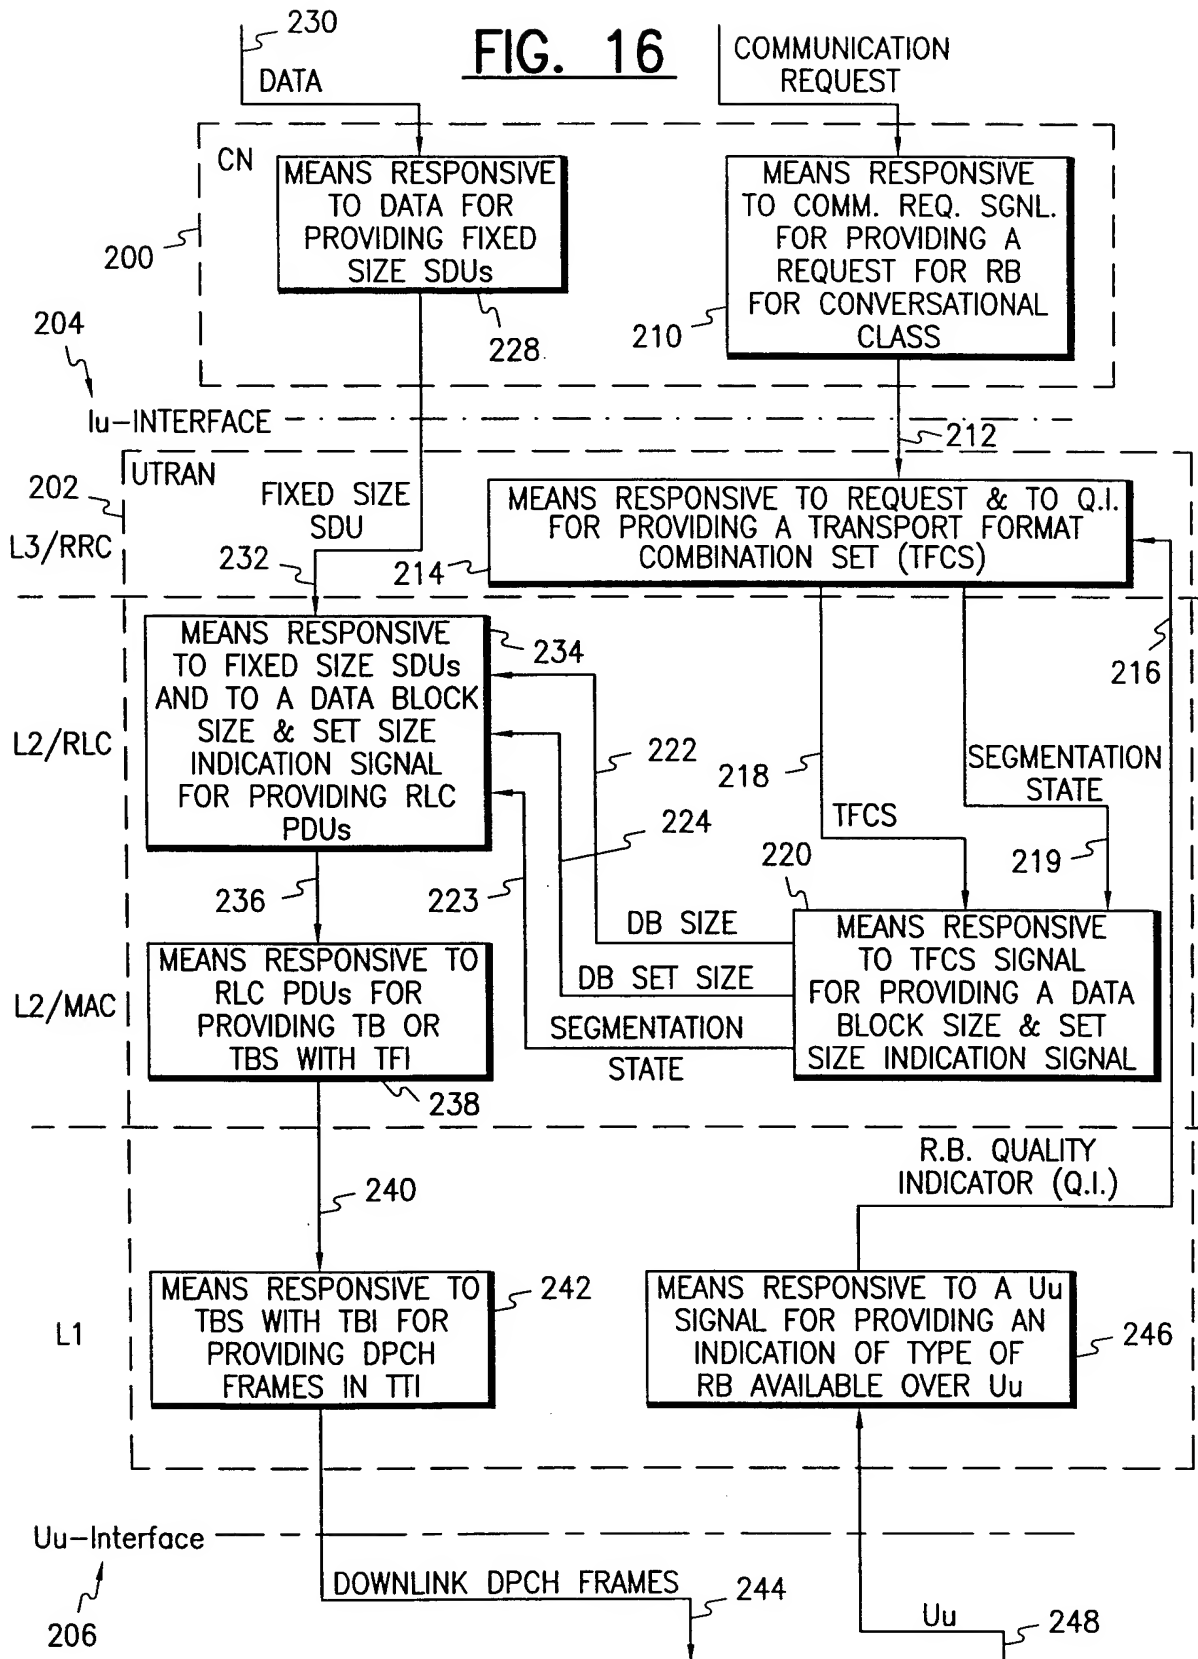 FIG. 16
230
DATA
COMMUNICATION
REQUEST
CN
MEANS RESPONSIVE
TO DATA FOR
PROVIDING FIXED
SIZE SDUs
MEANS RESPONSIVE
TO COMM. REQ. SGNL.
FOR PROVIDING A
REQUEST FOR RB
FOR CONVERSATIONAL
CLASS
200
228
210
204
Iu-INTERFACE
212
202
UTRAN
FIXED SIZE
SDU
MEANS RESPONSIVE TO REQUEST & TO Q.I.
FOR PROVIDING A TRANSPORT FORMAT
COMBINATION SET (TFCS)
L3/RRC
232
214
MEANS RESPONSIVE
TO FIXED SIZE SDUs
AND TO A DATA BLOCK
SIZE & SET SIZE
INDICATION SIGNAL
FOR PROVIDING RLC
PDUs
234
216
L2/RLC
222
218
SEGMENTATION
STATE
224
TFCS
220
219
236
223
DB SIZE
DB SET SIZE
SEGMENTATION
STATE
MEANS RESPONSIVE
TO TFCS SIGNAL
FOR PROVIDING A DATA
BLOCK SIZE & SET
SIZE INDICATION SIGNAL
L2/MAC
MEANS RESPONSIVE TO
RLC PDUs FOR
PROVIDING TB OR
TBS WITH TFI
238
R.B. QUALITY
INDICATOR (Q.I.)
240
L1
MEANS RESPONSIVE TO
TBS WITH TBI FOR
PROVIDING DPCH
FRAMES IN TTI
242
MEANS RESPONSIVE TO A Uu
SIGNAL FOR PROVIDING AN
INDICATION OF TYPE OF
RB AVAILABLE OVER Uu
246
Uu-Interface
206
DOWNLINK DPCH FRAMES
244
Uu
248